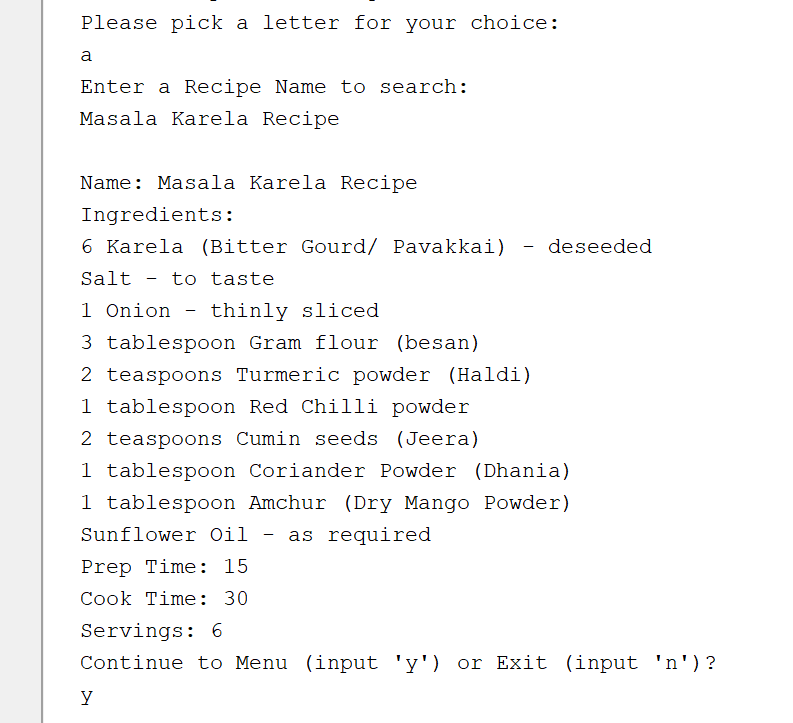 Please pick a letter for your choice:
a
Enter a Recipe Name to search:
Masala Karela Recipe
Name: Masala Karela Recipe
Ingredients:
6 Karela (Bitter Gourd/ Pavakkai) - deseeded
Salt - to taste
1 Onion - thinly sliced
3 tablespoon Gram flour (besan)
2 teaspoons Turmeric powder (Haldi)
1 tablespoon Red Chilli powder
2 teaspoons Cumin seeds (Jeera)
1 tablespoon Coriander Powder (Dhania)
1 tablespoon Amchur (Dry Mango Powder)
Sunflower Oil - as required
Prep Time: 15
Cook Time: 30
Servings: 6
Continue to Menu (input 'y') or Exit (input 'n')?
y